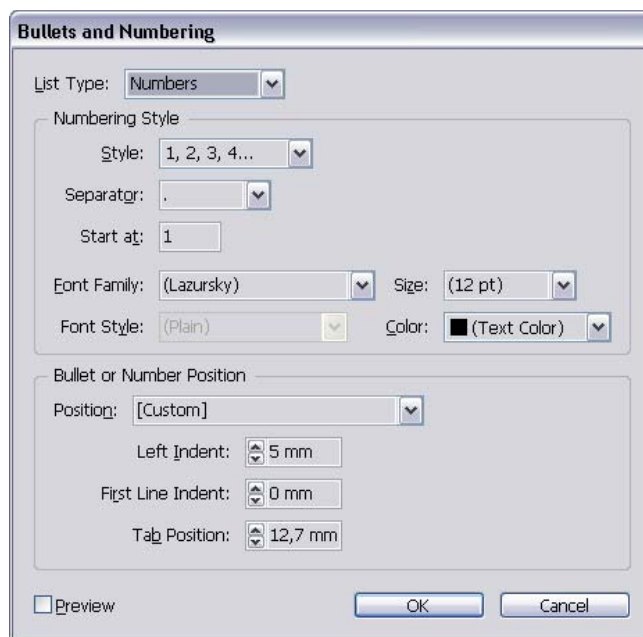 Bullets and Numbering
List Type: Numbers
Numbering Style
Style: 1, 2, 3, 4...
Separator: .
Start at: 1
Font Family: (Lazursky) Size: (12 pt)
Font Style: (Plain) Color: (Text Color)
Bullet or Number Position
Position: [Custom]
Left Indent: 5 mm
First Line Indent: 0 mm
Tab Position: 12,7 mm
Preview OK Cancel